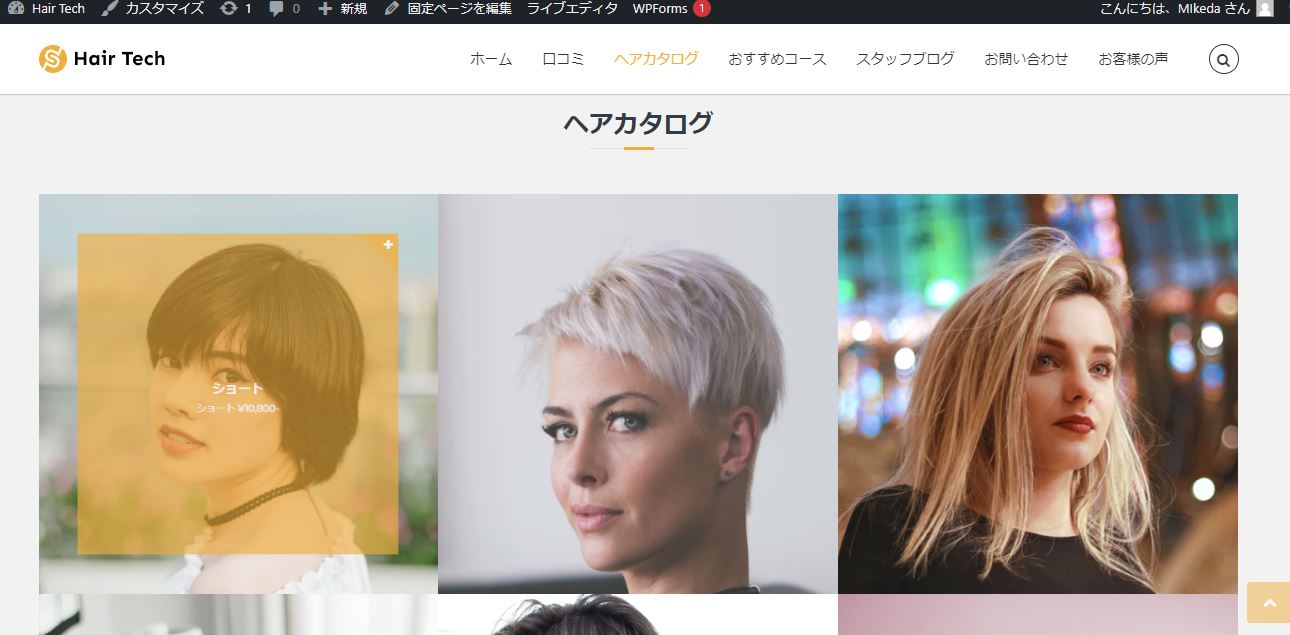 Hair Tech カスタマイズ 1 0 新規 固定ページを編集 ライブエディタ WPForms 1 こんにちは、MIkeda さん
Hair Tech ホーム 口コミ ヘアカタログ おすすめコース スタッフブログ お問い合わせ お客様の声
ヘアカタログ
ショート
ショート ¥10,800-